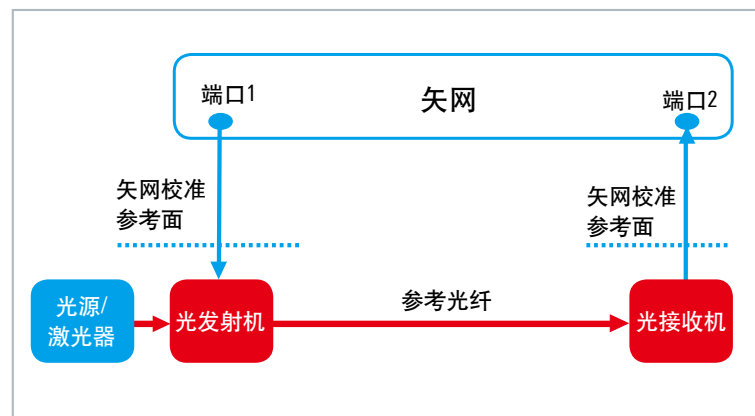 端口1
矢网
端口2
矢网校准
参考面
矢网校准
参考面
光源/
激光器
光发射机
参考光纤
光接收机